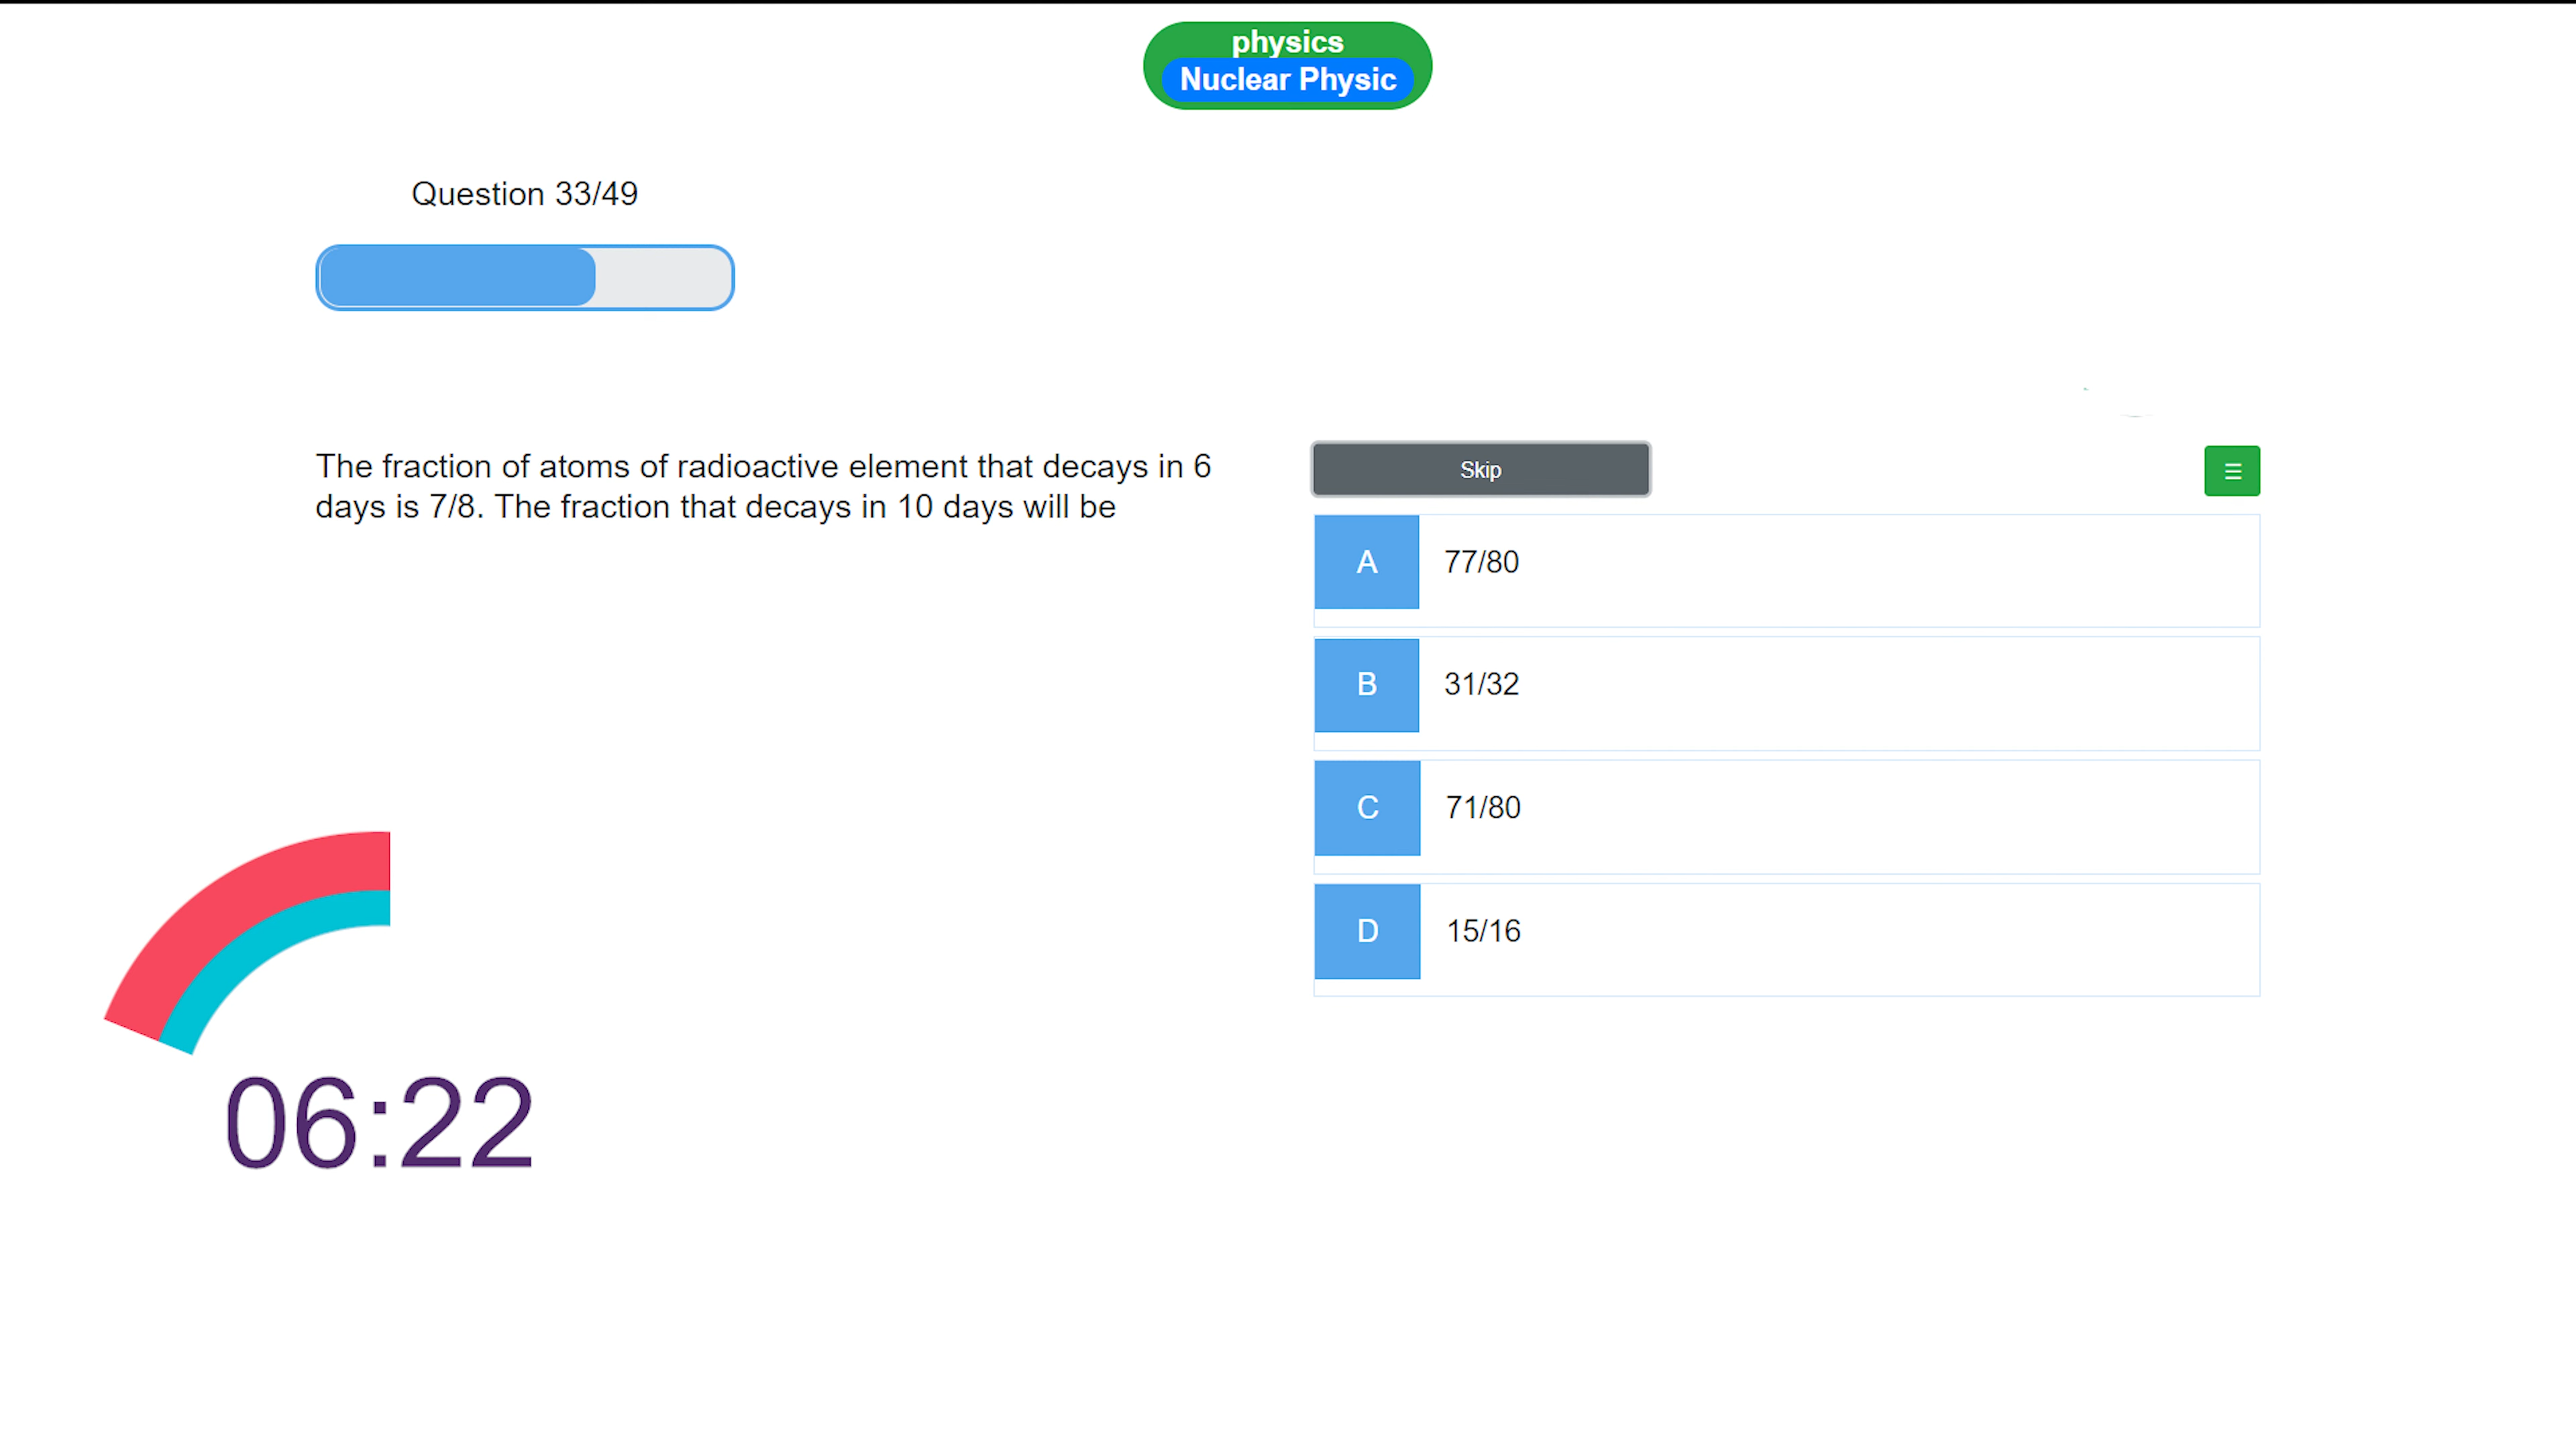 physics
Nuclear Physic
Question 33/49
The fraction of atoms of radioactive element that decays in 6
days is 7/8. The fraction that decays in 10 days will be
Skip
A 77/80
B 31/32
C 71/80
D 15/16
06:22